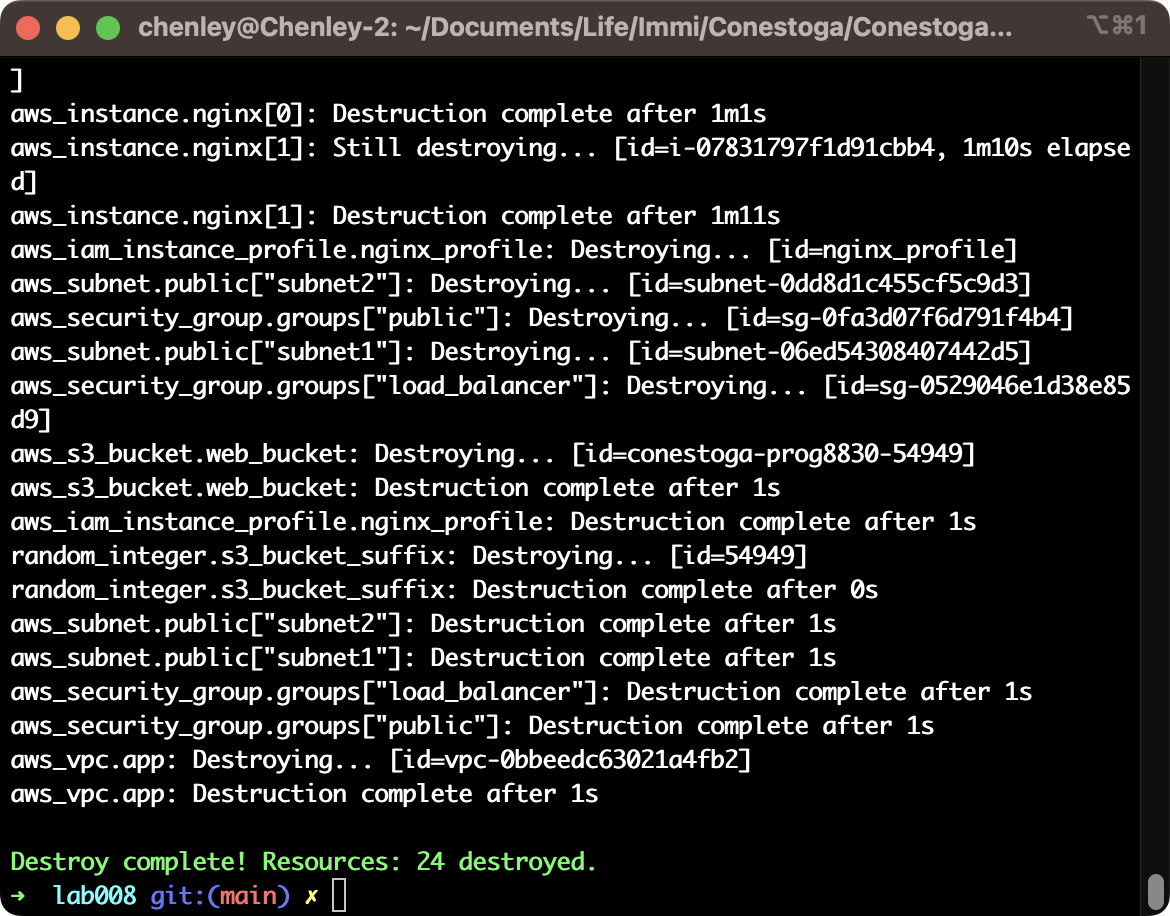 chenley@Chenley-2: ~/Documents/Life/Immi/Conestoga/Conestoga... ⌥⌘1
]
aws_instance.nginx[0]: Destruction complete after 1m1s
aws_instance.nginx[1]: Still destroying... [id=i-07831797f1d91cbb4, 1m10s elapse
d]
aws_instance.nginx[1]: Destruction complete after 1m11s
aws_iam_instance_profile.nginx_profile: Destroying... [id=nginx_profile]
aws_subnet.public["subnet2"]: Destroying... [id=subnet-0dd8d1c455cf5c9d3]
aws_security_group.groups["public"]: Destroying... [id=sg-0fa3d07f6d791f4b4]
aws_subnet.public["subnet1"]: Destroying... [id=subnet-06ed54308407442d5]
aws_security_group.groups["load_balancer"]: Destroying... [id=sg-0529046e1d38e85
d9]
aws_s3_bucket.web_bucket: Destroying... [id=conestoga-prog8830-54949]
aws_s3_bucket.web_bucket: Destruction complete after 1s
aws_iam_instance_profile.nginx_profile: Destruction complete after 1s
random_integer.s3_bucket_suffix: Destroying... [id=54949]
random_integer.s3_bucket_suffix: Destruction complete after 0s
aws_subnet.public["subnet2"]: Destruction complete after 1s
aws_subnet.public["subnet1"]: Destruction complete after 1s
aws_security_group.groups["load_balancer"]: Destruction complete after 1s
aws_security_group.groups["public"]: Destruction complete after 1s
aws_vpc.app: Destroying... [id=vpc-0bbeedc63021a4fb2]
aws_vpc.app: Destruction complete after 1s
Destroy complete! Resources: 24 destroyed.
→ lab008 git:(main) ✗